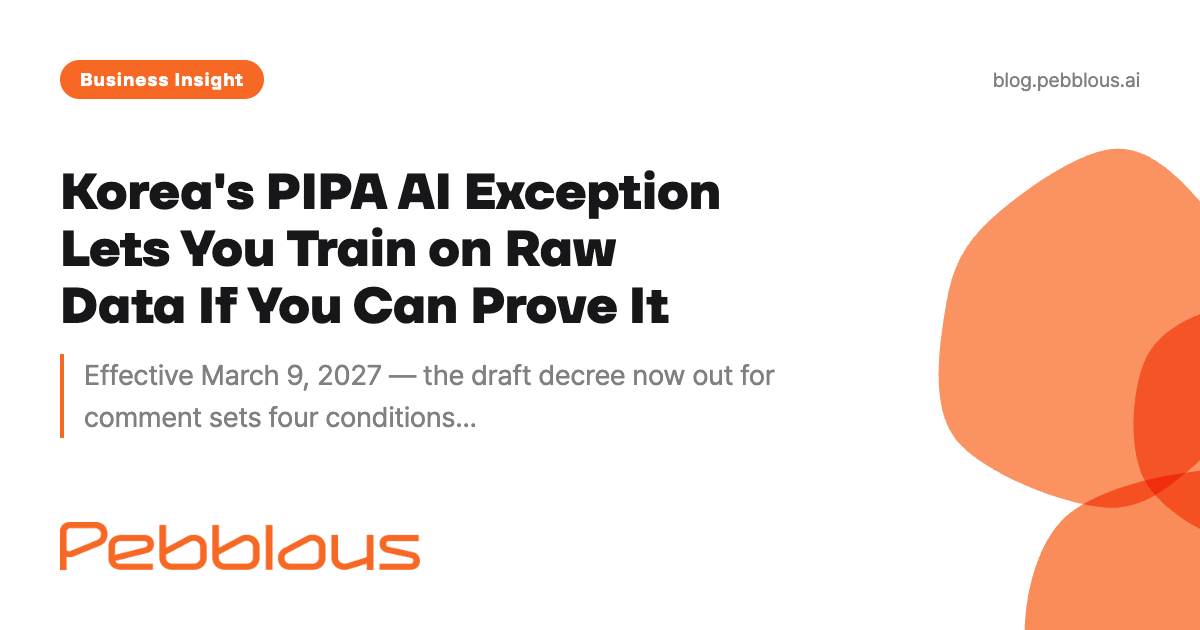 Business Insight
blog.pebblous.ai
Korea's PIPA AI Exception
Lets You Train on Raw
Data If You Can Prove It
Effective March 9, 2027 — the draft decree now out for
comment sets four conditions...
Pebblous